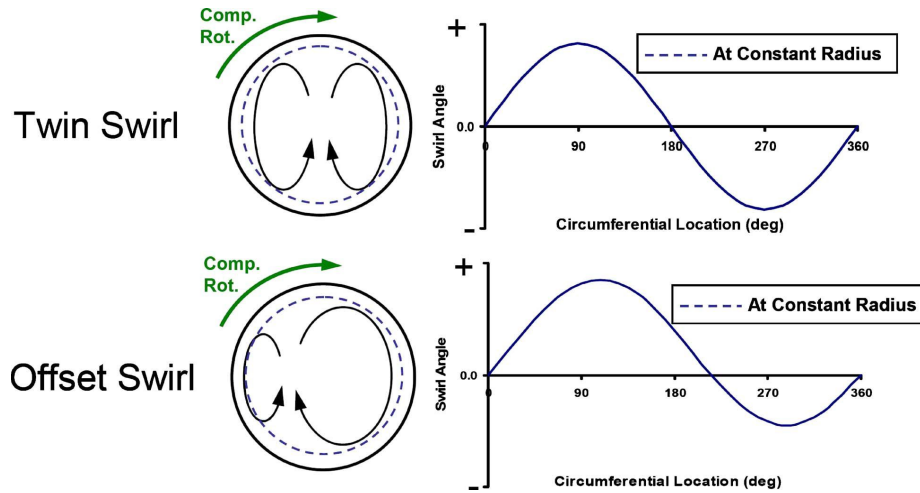 Comp.
Rot.
Twin Swirl
+
Swirl Angle
0.0
–
At Constant Radius
0
90
180
270
360
Circumferential Location (deg)
Comp.
Rot.
Offset Swirl
+
Swirl Angle
0.0
–
At Constant Radius
0
90
180
270
360
Circumferential Location (deg)